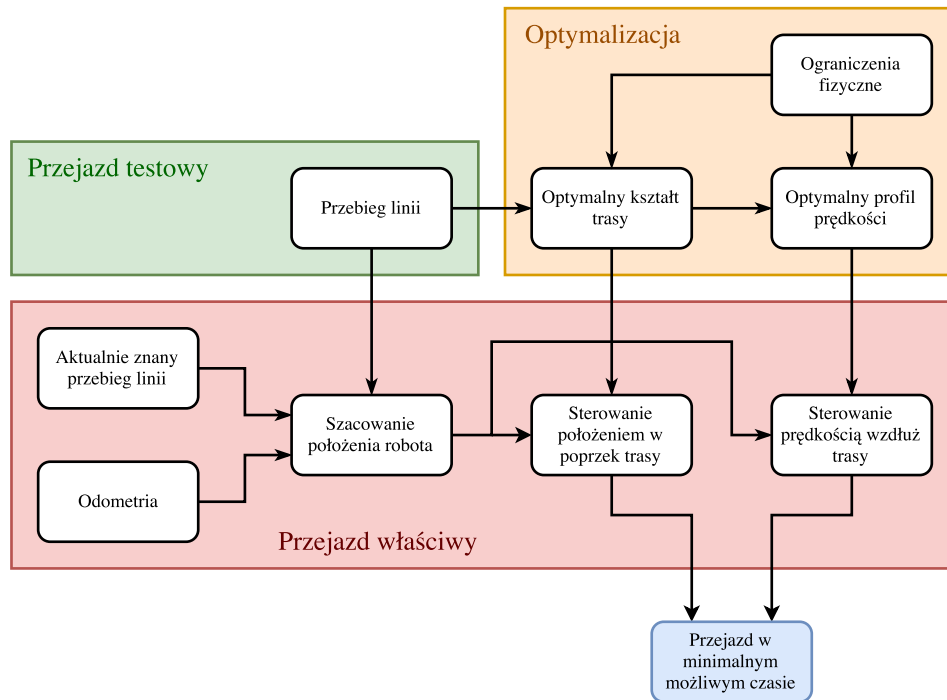 Optymalizacja
Ograniczenia
fizyczne
Przejazd testowy
Przebieg linii
Optymalny kształt
trasy
Optymalny profil
prędkości
Aktualnie znany
przebieg linii
Szacowanie
położenia robota
Sterowanie
położeniem w
poprzek trasy
Sterowanie
prędkością wzdłuż
trasy
Odometria
Przejazd właściwy
Przejazd w
minimalnym
możliwym czasie